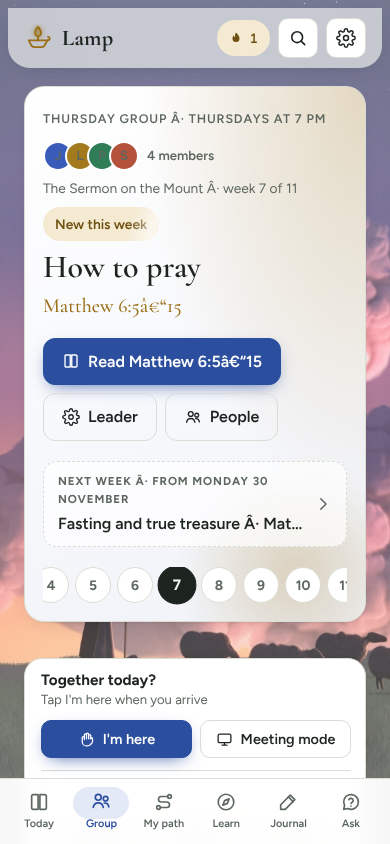 Lamp
1
THURSDAY GROUP Â· THURSDAYS AT 7 PM
L
S
4 members
The Sermon on the Mount Â· week 7 of 11
New this week
How to pray
Matthew 6:5â€“15
Read Matthew 6:5â€“15
Leader
People
NEXT WEEK Â· FROM MONDAY 30
NOVEMBER
Fasting and true treasure Â· Mat...
4 5 6 7 8 9 10 11
Together today?
Tap I'm here when you arrive
I'm here
Meeting mode
Today Group My path Learn Journal Ask